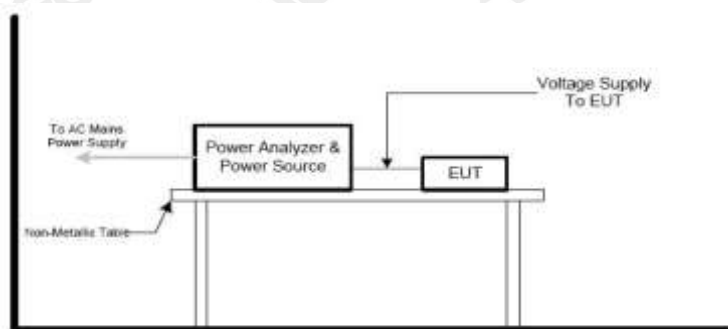 Voltage Supply
To EUT
To AC Mains
Power Supply
Power Analyzer &
Power Source
EUT
Non-Metallic Table